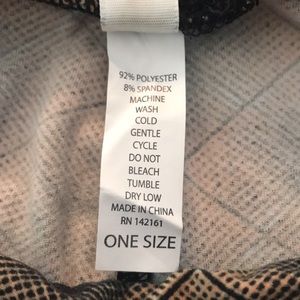 92% POLYESTER
8% SPANDEX
MACHINE
WASH
COLD
GENTLE
CYCLE
DO NOT
BLEACH
TUMBLE
DRY LOW
MADE IN CHINA
RN 142161
ONE SIZE